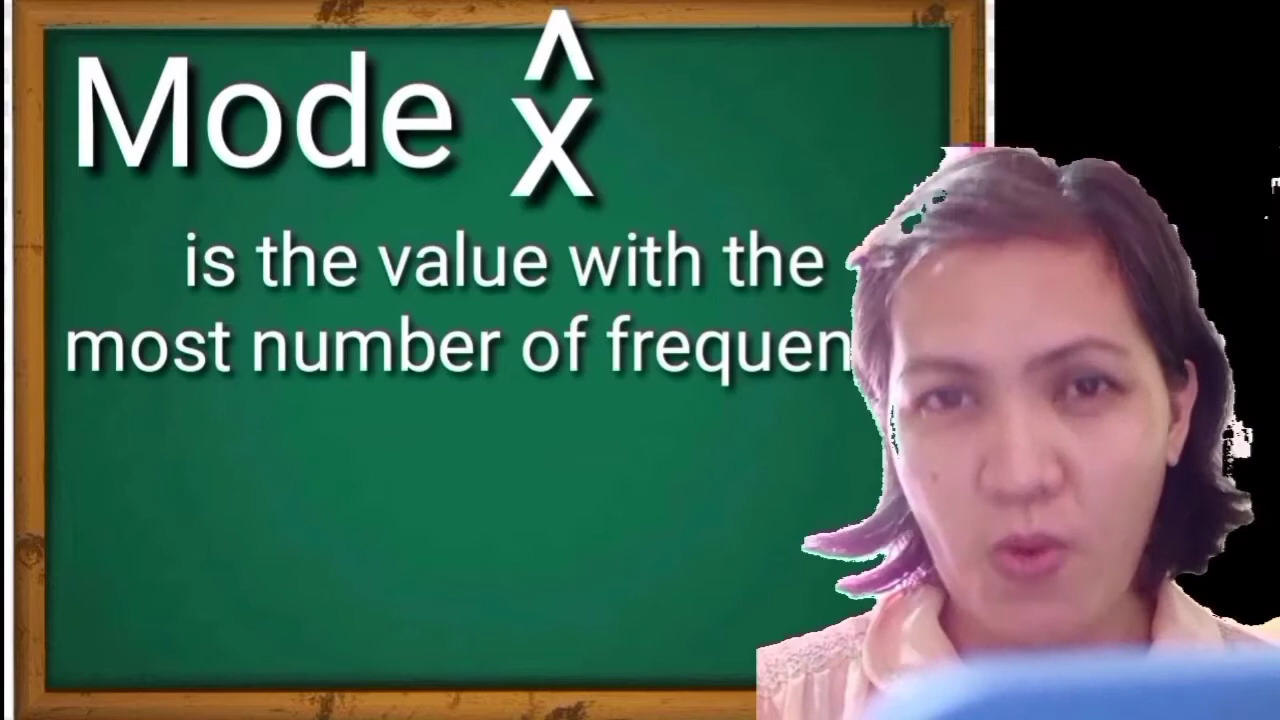 Mode x̂
is the value with the
most number of frequen